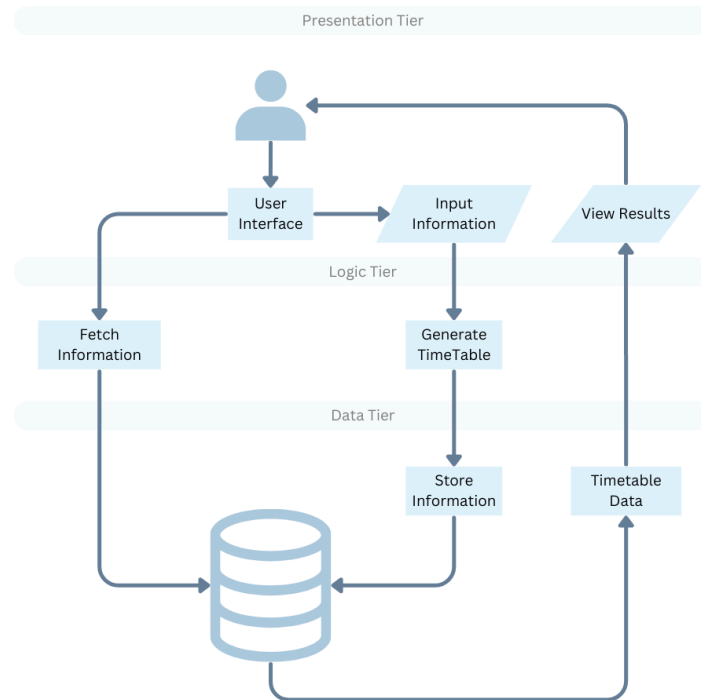 Presentation Tier
User
Interface
Input
Information
View Results
Logic Tier
Fetch
Information
Generate
TimeTable
Data Tier
Store
Information
Timetable
Data